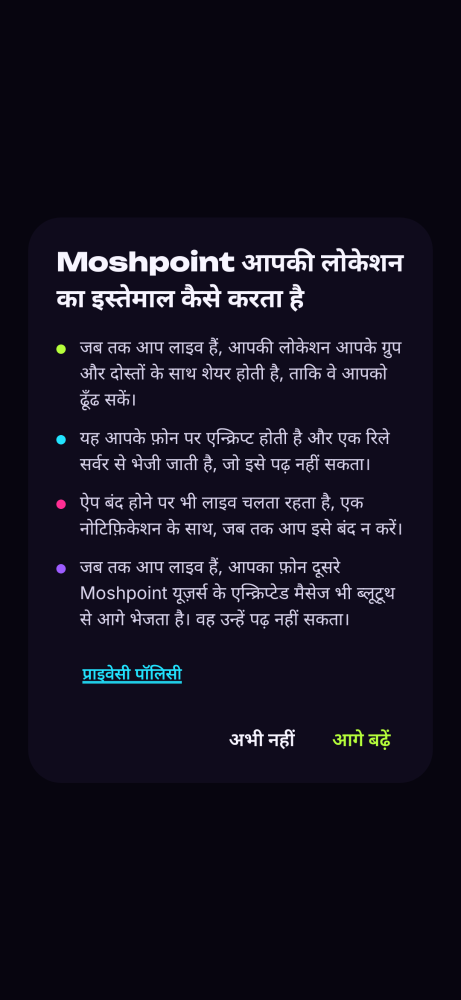 Moshpoint आपकी लोकेशन
का इस्तेमाल कैसे करता है
जब तक आप लाइव हैं, आपकी लोकेशन आपके ग्रुप
और दोस्तों के साथ शेयर होती है, ताकि वे आपको
ढूँढ सकें।
यह आपके फ़ोन पर एन्क्रिप्ट होती है और एक रिले
सर्वर से भेजी जाती है, जो इसे पढ़ नहीं सकता।
ऐप बंद होने पर भी लाइव चलता रहता है, एक
नोटिफ़िकेशन के साथ, जब तक आप इसे बंद न करें।
जब तक आप लाइव हैं, आपका फ़ोन दूसरे
Moshpoint यूज़र्स के एन्क्रिप्टेड मैसेज भी ब्लूटूथ
से आगे भेजता है। वह उन्हें पढ़ नहीं सकता।
प्राइवेसी पॉलिसी
अभी नहीं आगे बढ़ें